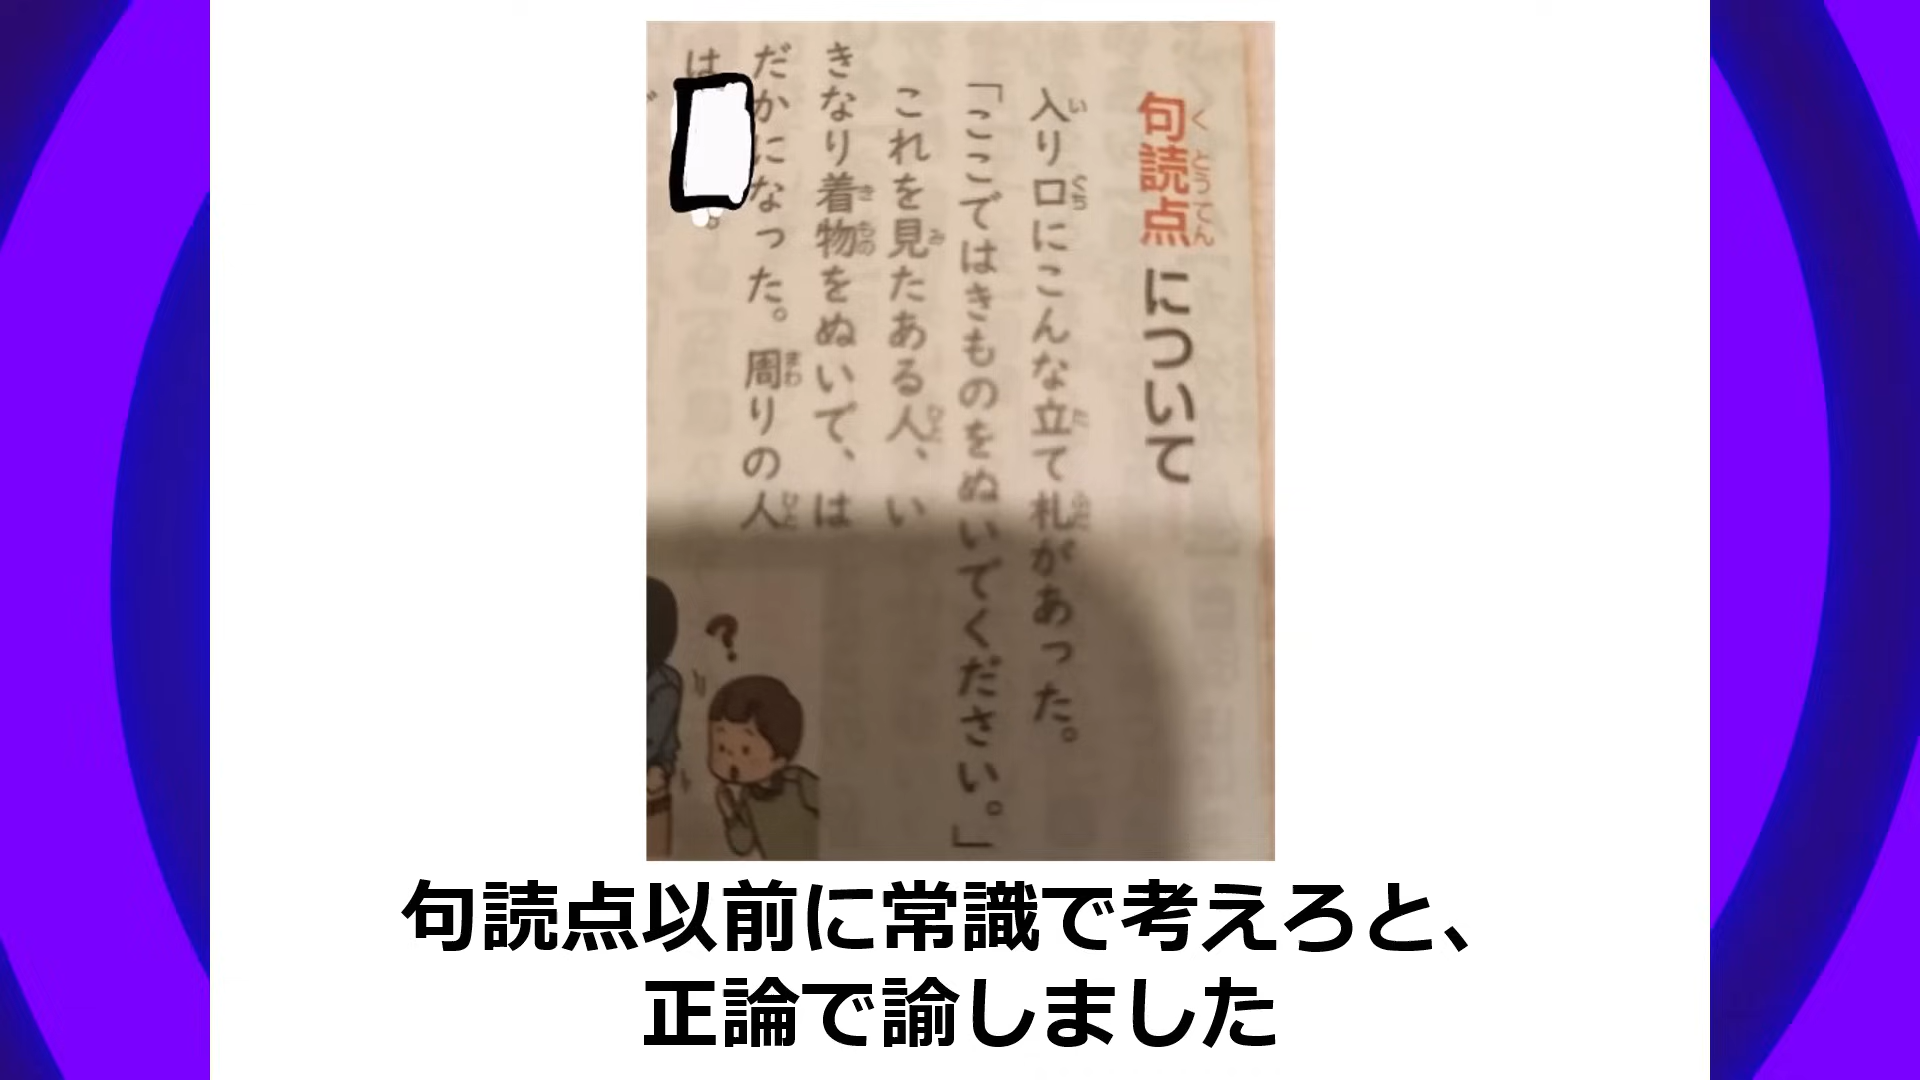 句読点について
入り口にこんな立て札があった。
「ここではきものをぬいでください。」
これを見たある人、い
きなり着物をぬいで、は
だかになった。周りの人
は 。
?
句読点以前に常識で考えろと、
正論で諭しました